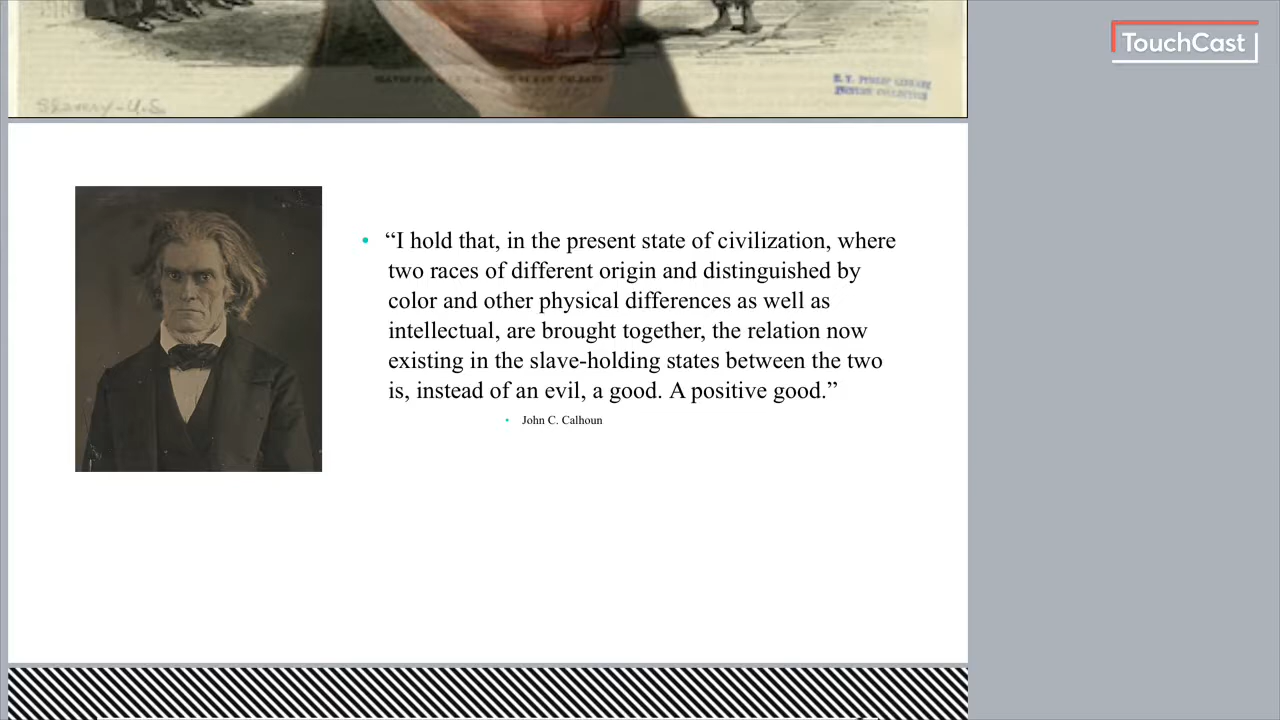 TouchCast
Slavery-U.S
“I hold that, in the present state of civilization, where
two races of different origin and distinguished by
color and other physical differences as well as
intellectual, are brought together, the relation now
existing in the slave-holding states between the two
is, instead of an evil, a good. A positive good.”
John C. Calhoun